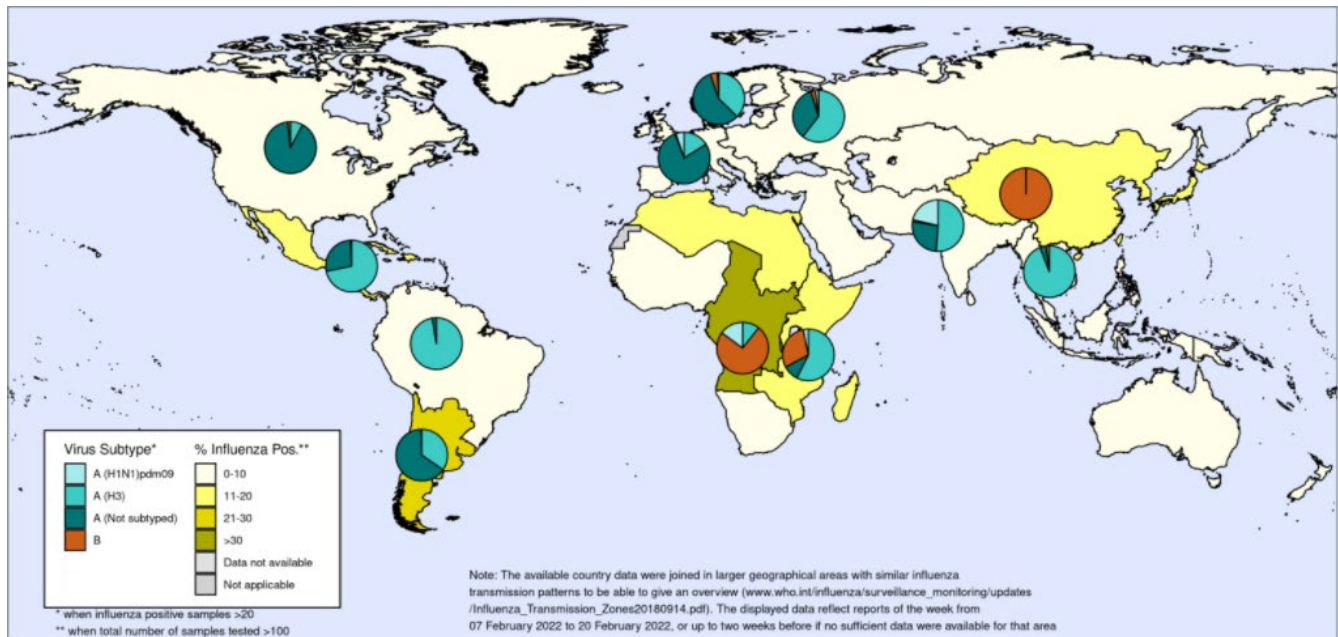 Virus Subtype*
A (H1N1)pdm09
A (H3)
A (Not subtyped)
B
% Influenza Pos.**
0-10
11-20
21-30
>30
Data not available
Not applicable
* when influenza positive samples >20
** when total number of samples tested >100
Note: The available country data were joined in larger geographical areas with similar influenza
transmission patterns to be able to give an overview (www.who.int/influenza/surveillance_monitoring/updates
/Influenza_Transmission_Zones20180914.pdf). The displayed data reflect reports of the week from
07 February 2022 to 20 February 2022, or up to two weeks before if no sufficient data were available for that area